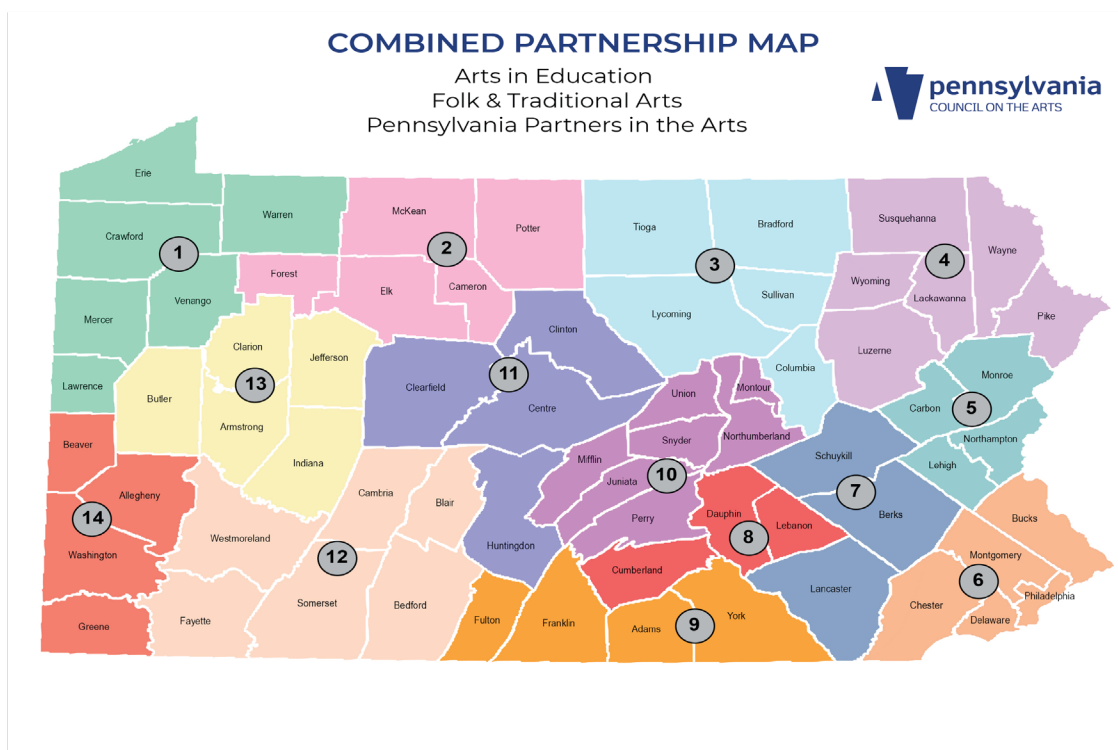 COMBINED PARTNERSHIP MAP
Arts in Education
Folk & Traditional Arts
Pennsylvania Partners in the Arts
pennsylvania
COUNCIL ON THE ARTS
Erie
Warren
Crawford
1
Venango
Mercer
Lawrence
McKean
Potter
2
Forest
Elk
Cameron
Tioga
Bradford
3
Sullivan
Lycoming
Columbia
Susquehanna
Wayne
4
Wyoming
Lackawanna
Pike
Luzerne
Clarion
Jefferson
13
Butler
Armstrong
Indiana
Clinton
11
Clearfield
Centre
Huntingdon
Union
Montour
Snyder
Northumberland
Mifflin
10
Juniata
Perry
Monroe
Carbon
5
Northampton
Lehigh
Schuykill
7
Berks
Lancaster
Beaver
Allegheny
14
Washington
Greene
Cambria
Blair
Westmoreland
12
Somerset
Bedford
Fayette
Dauphin
Lebanon
8
Cumberland
Fulton
Franklin
Adams
9
York
Bucks
Montgomery
6
Philadelphia
Chester
Delaware